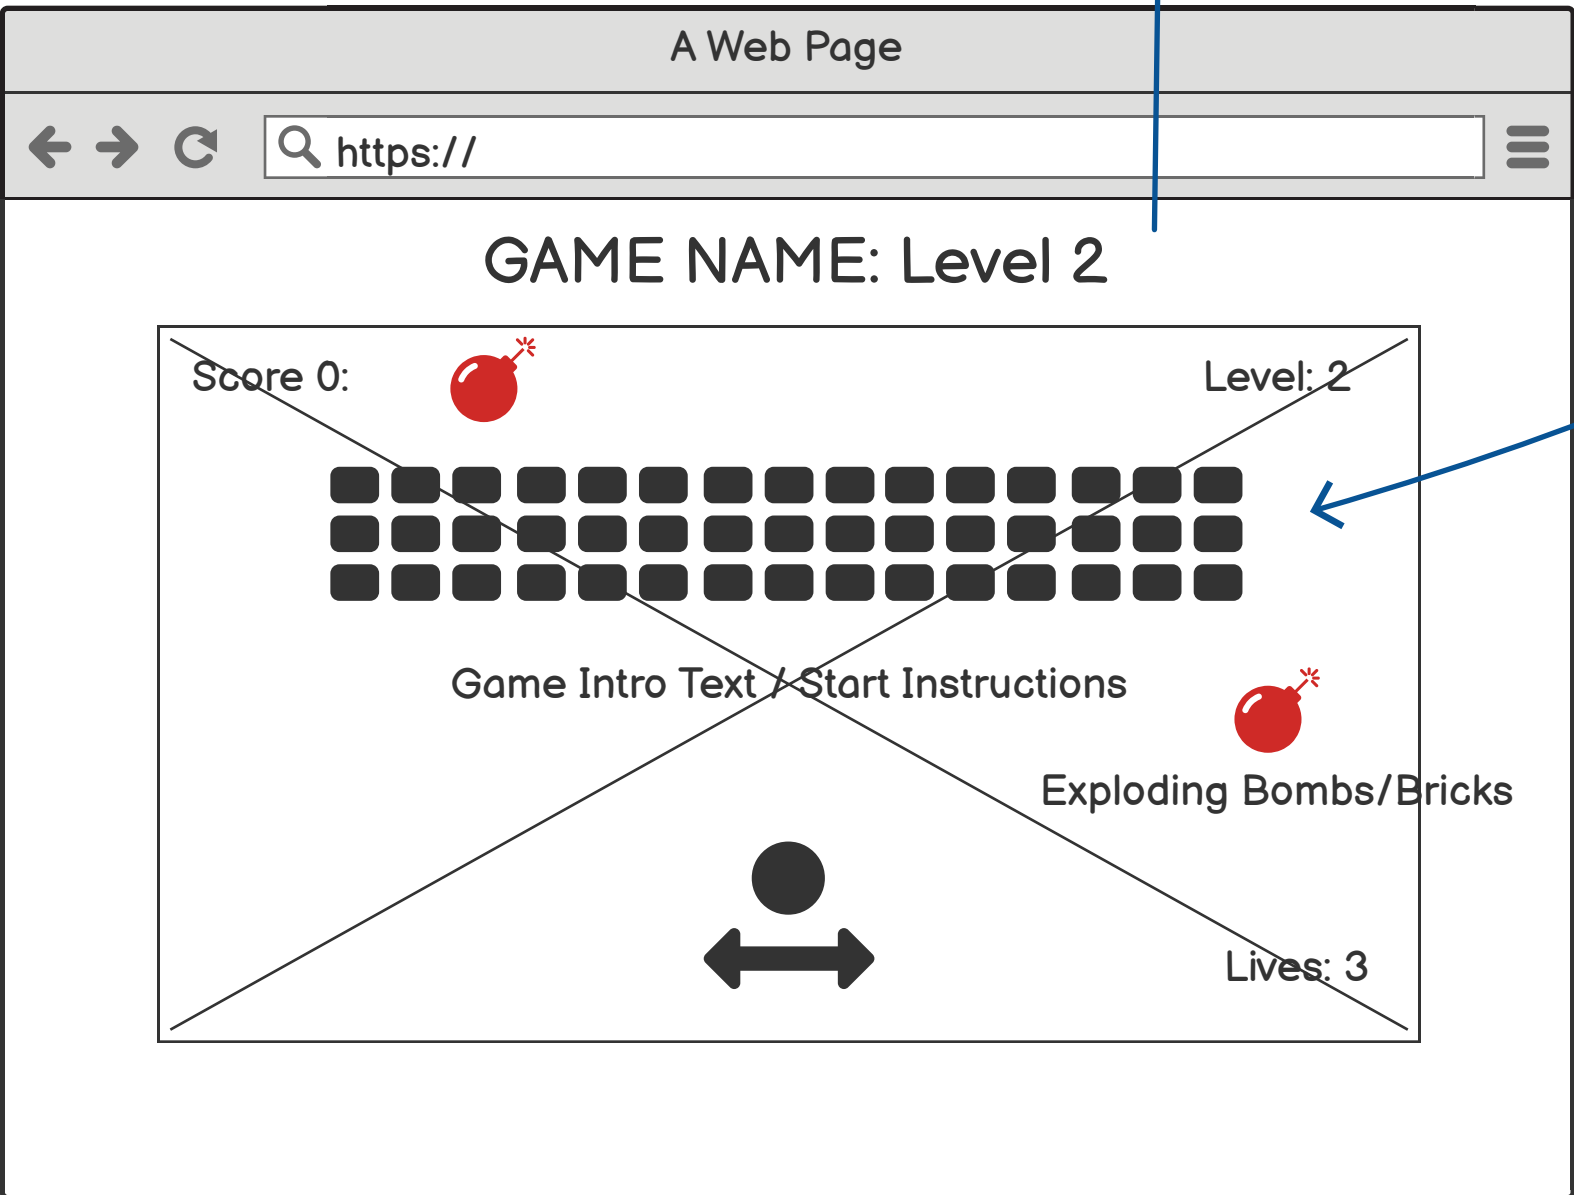 A Web Page
https://
GAME NAME: Level 2
Score 0:
Level: 2
Game Intro Text / Start Instructions
Exploding Bombs/Bricks
Lives: 3